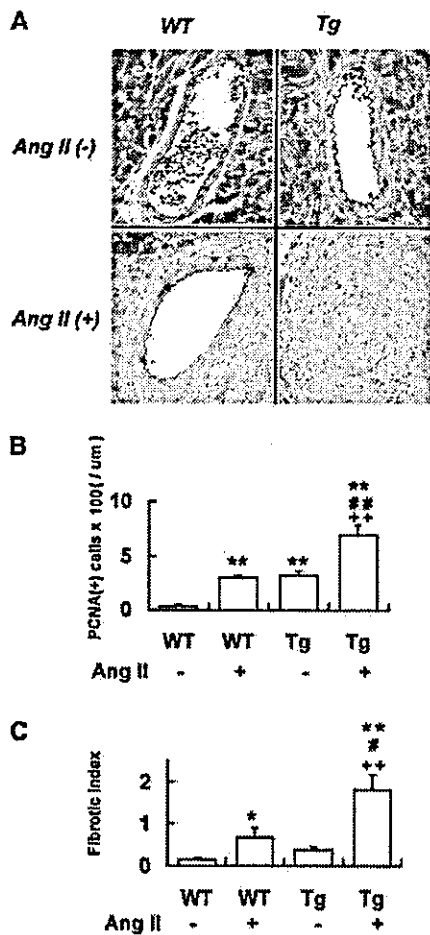 A
WT Tg
Ang II (-)
Ang II (+)
B
PCNA(+) calls x 100( / um)
10
5
0
**
**
**
##
++
WT WT Tg Tg
Ang II - + - +
C
Fibrotic Index
2
1
0
*
**
#
++
WT WT Tg Tg
Ang II - + - +